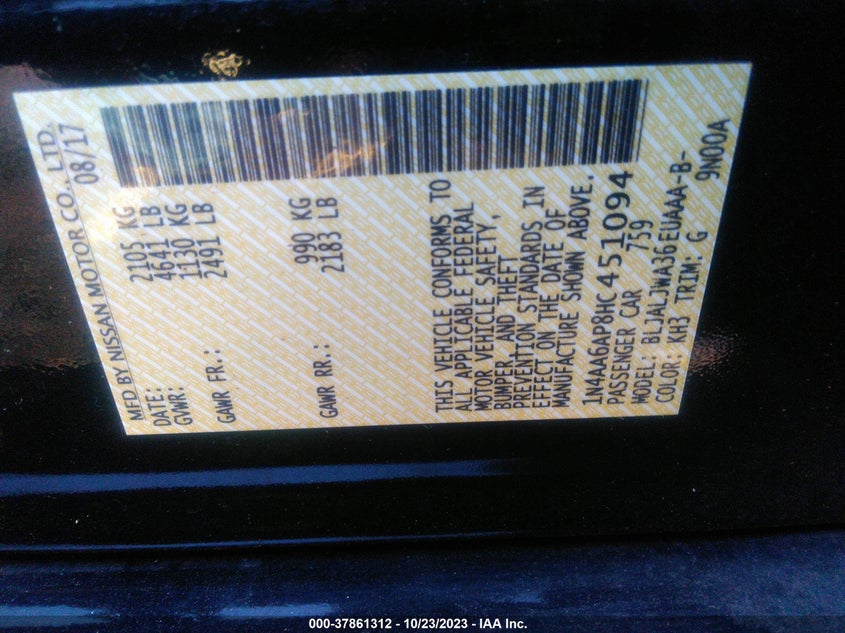 MFD BY NISSAN MOTOR CO., LTD.
DATE: 08/17
GVWR: 2105 KG
4641 LB
GAWR FR.: 1130 KG
2491 LB
GAWR RR.: 990 KG
2183 LB
THIS VEHICLE CONFORMS TO
ALL APPLICABLE FEDERAL
MOTOR VEHICLE SAFETY,
BUMPER, AND THEFT
PREVENTION STANDARDS IN
EFFECT ON THE DATE OF
MANUFACTURE SHOWN ABOVE.
1N4AA6AP8HC451094
PASSENGER CAR 759
MODEL: BLJALJWA36EUAAA-B-
COLOR: KH3 TRIM: G 9N00A
000-37861312 - 10/23/2023 - IAA Inc.